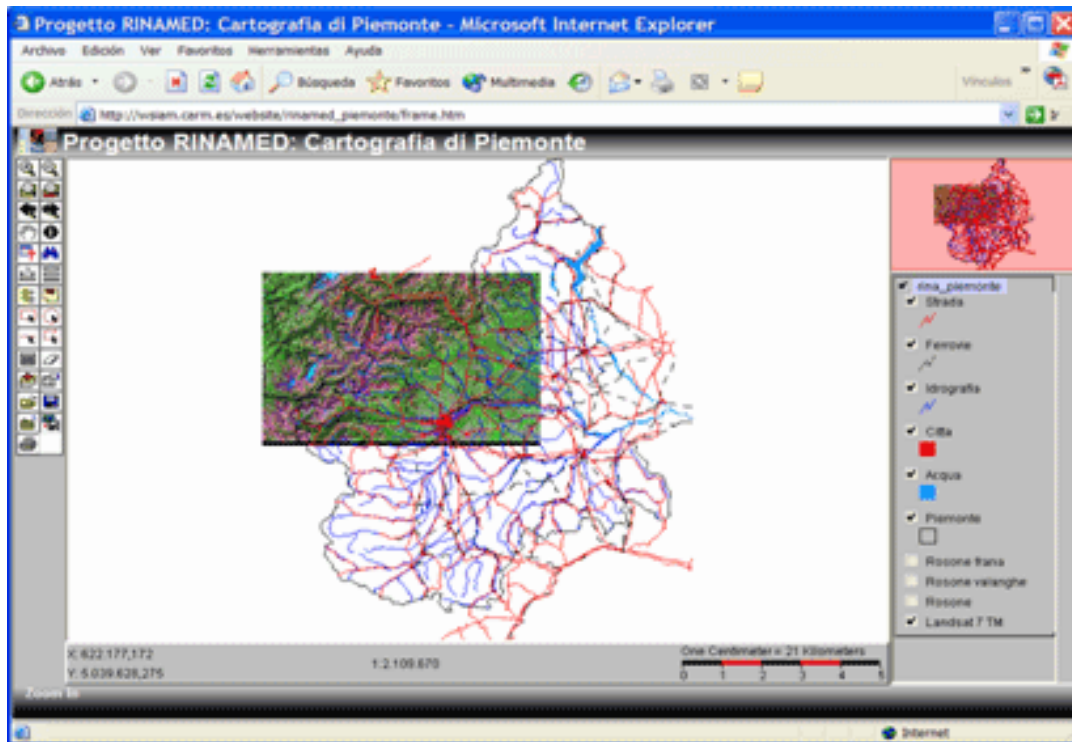 Progetto RINAMED: Cartografia di Piemonte - Microsoft Internet Explorer
Archivo Edición Ver Favoritos Herramientas Ayuda
Atrás Búsqueda Favoritos Multimedia Vínculos
Dirección http://wsiam.carm.es/website/rinamed_piemonte/frame.htm Ir
Progetto RINAMED: Cartografia di Piemonte
rina_piemonte
Strada
Ferrovie
Idrografia
Citta
Acqua
Piemonte
Rosone frana
Rosone valanghe
Rosone
Landsat 7 TM
X: 622.177,172
Y: 5.039.628,275
1:2.109.670
One Centimeter = 21 Kilometers
0 1 2 3 4 5
Zoom In
Internet